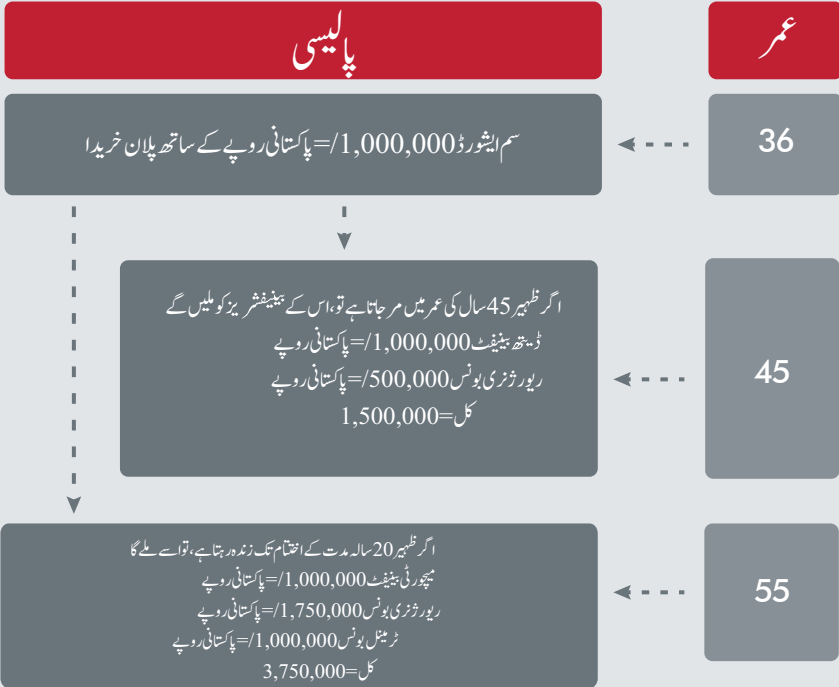 عمر
پالیسی
36
سم ایشورڈ 1,000,000/= پاکستانی روپے کے ساتھ پلان خریدا
45
اگر ظہیر 45 سال کی عمر میں مر جاتا ہے تو، اس کے بینیفشریز کو ملیں گے
ڈیتھ بینیفٹ 1,000,000/= پاکستانی روپے
ریورژنری بونس 500,000/= پاکستانی روپے
کل=1,500,000
55
اگر ظہیر 20 سالہ مدت کے اختتام تک زندہ رہتا ہے، تو اسے ملے گا
میچورٹی بینیفٹ 1,000,000/= پاکستانی روپے
ریورژنری بونس 1,750,000/= پاکستانی روپے
ٹرمینل بونس 1,000,000/= پاکستانی روپے
کل=3,750,000